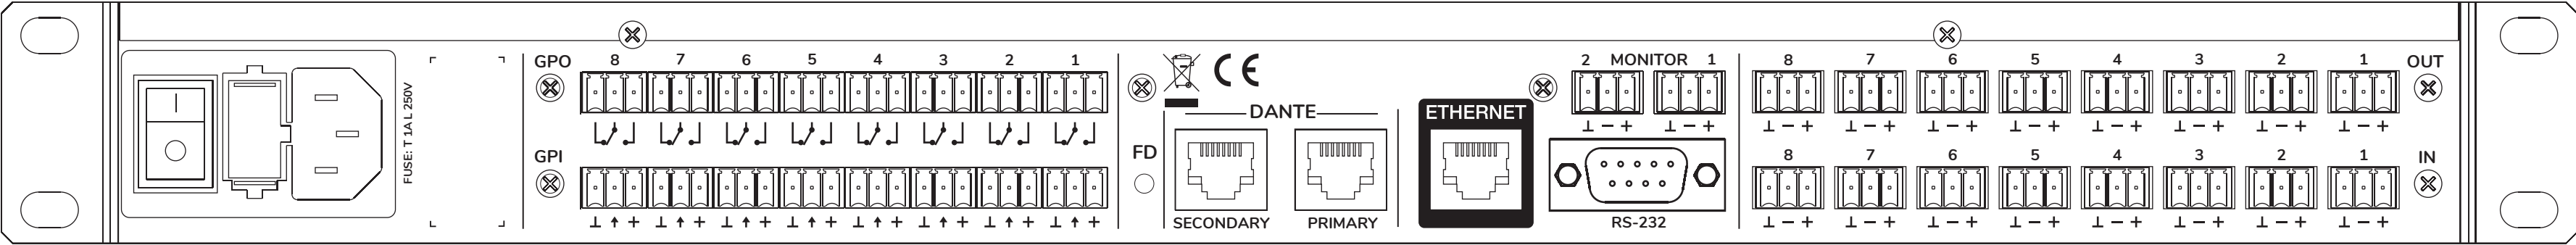 GPO 8 7 6 5 4 3 2 1
CE
2 MONITOR 1
8 7 6 5 4 3 2 1 OUT
FUSE: T 1A L 250V
DANTE
ETHERNET
⊥ − + ⊥ − +
⊥ − + ⊥ − + ⊥ − + ⊥ − + ⊥ − + ⊥ − + ⊥ − + ⊥ − +
GPI
FD
8 7 6 5 4 3 2 1 IN
⊥ ↑ + ⊥ ↑ + ⊥ ↑ + ⊥ ↑ + ⊥ ↑ + ⊥ ↑ + ⊥ ↑ + ⊥ ↑ +
SECONDARY PRIMARY
RS-232
⊥ − + ⊥ − + ⊥ − + ⊥ − + ⊥ − + ⊥ − + ⊥ − + ⊥ − +